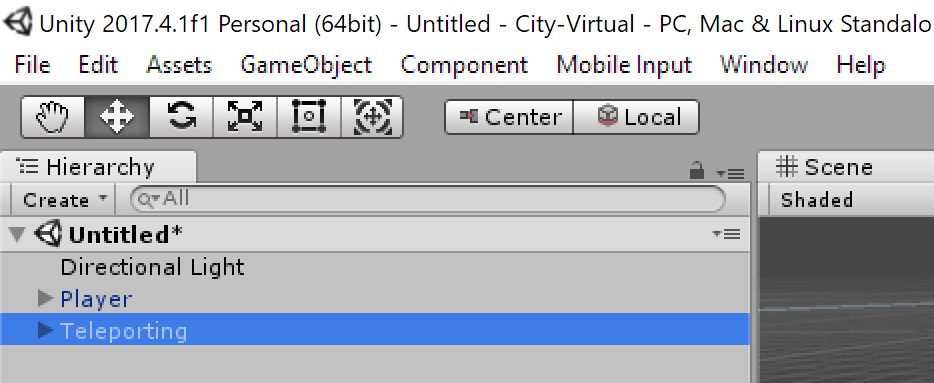 Unity 2017.4.1f1 Personal (64bit) - Untitled - City-Virtual - PC, Mac & Linux Standalo
File Edit Assets GameObject Component Mobile Input Window Help
Center Local
Hierarchy
Create All
Untitled*
Directional Light
Player
Teleporting
Scene
Shaded